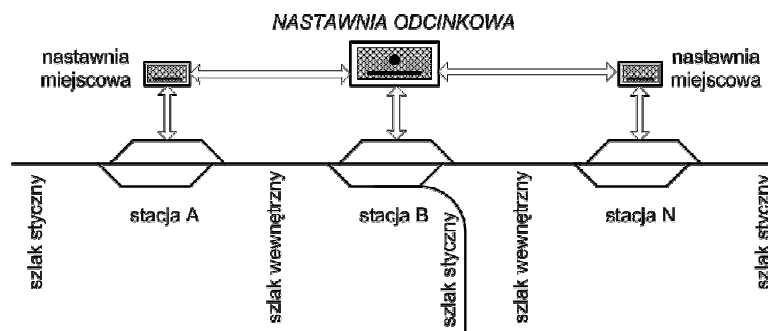 NASTAWNIA ODCINKOWA
nastawnia
miejscowa
nastawnia
miejscowa
stacja A
stacja B
stacja N
szlak styczny
szlak wewnętrzny
szlak styczny
szlak wewnętrzny
szlak styczny